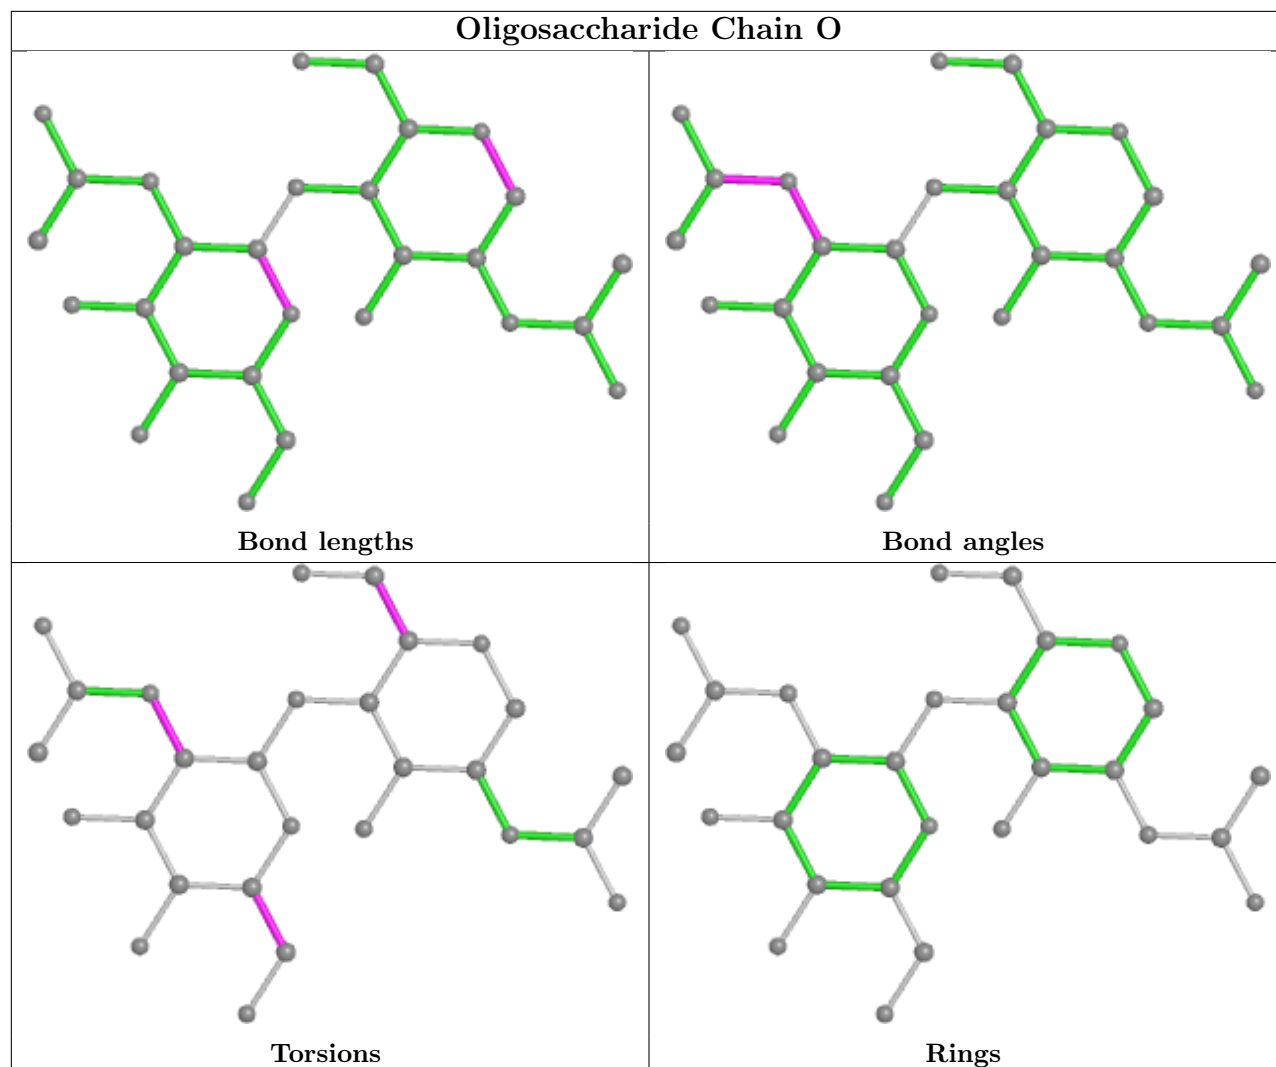 Oligosaccharide Chain O
Bond lengths
Bond angles
Torsions
Rings